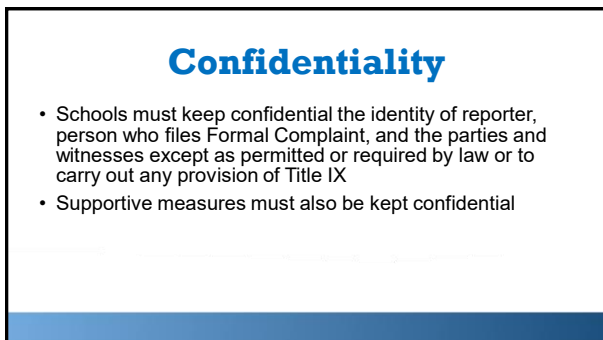 Confidentiality
• Schools must keep confidential the identity of reporter,
person who files Formal Complaint, and the parties and
witnesses except as permitted or required by law or to
carry out any provision of Title IX
• Supportive measures must also be kept confidential